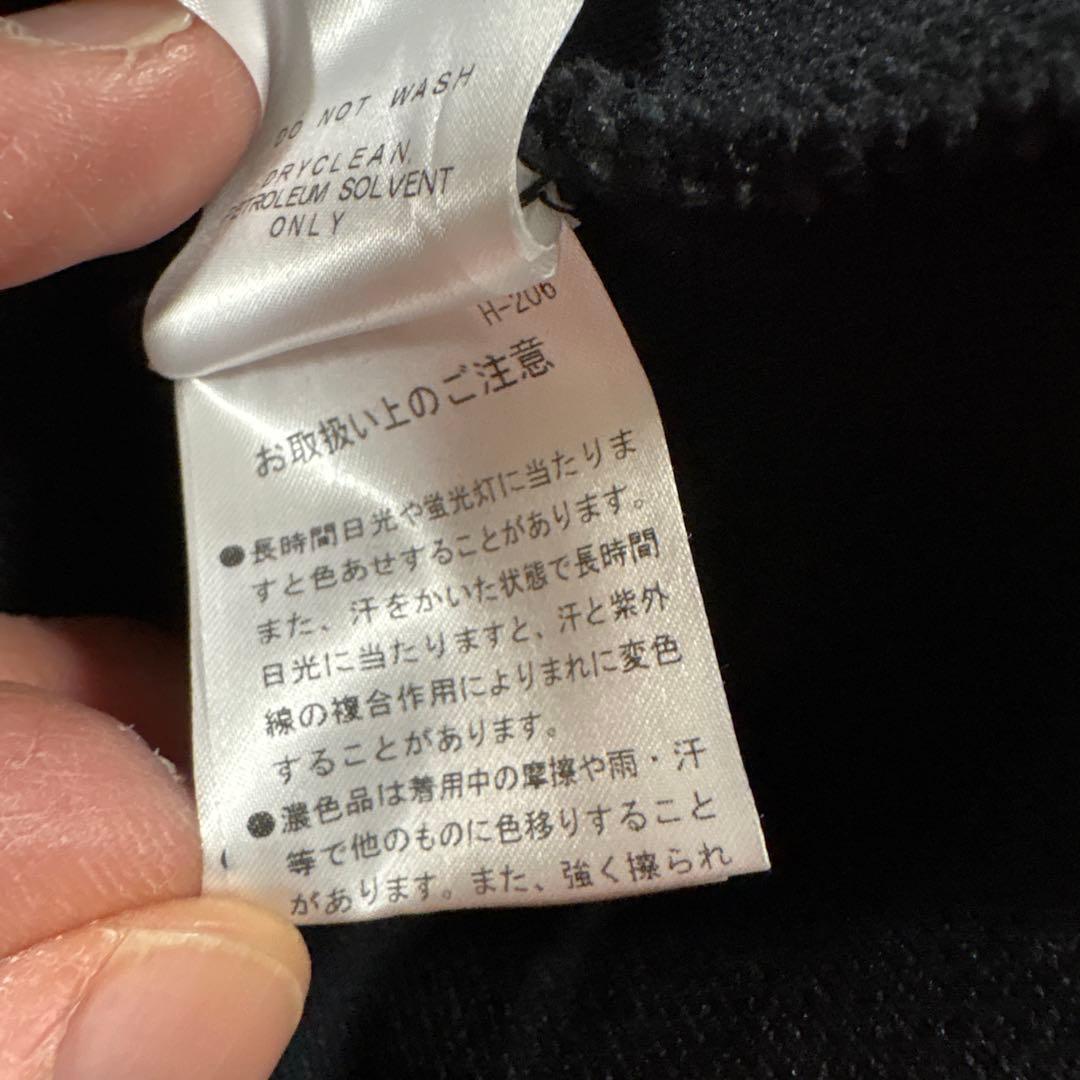 DO NOT WASH
DRYCLEAN,
PETROLEUM SOLVENT
ONLY
H-206
お取扱い上のご注意
●長時間日光や蛍光灯に当たりま
すと色あせすることがあります。
また、汗をかいた状態で長時間
日光に当たりますと、汗と紫外
線の複合作用によりまれに変色
することがあります。
●濃色品は着用中の摩擦や雨・汗
等で他のものに色移りすること
があります。また、強く擦られ